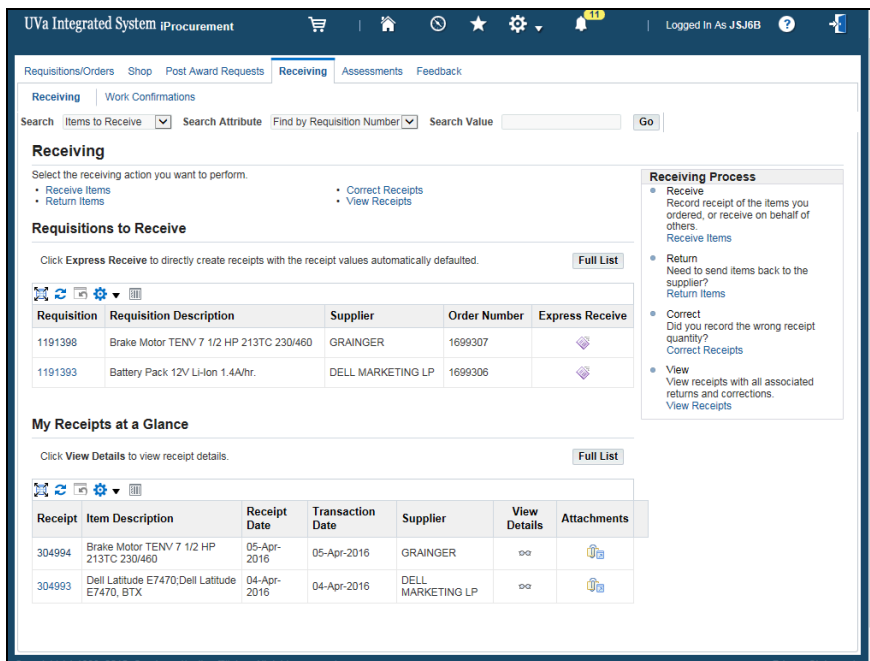 UVa Integrated System iProcurement
11
Logged In As JSJ6B
?
Requisitions/Orders Shop Post Award Requests Receiving Assessments Feedback
Receiving Work Confirmations
Search Items to Receive Search Attribute Find by Requisition Number Search Value Go
Receiving
Select the receiving action you want to perform.
• Receive Items • Correct Receipts
• Return Items • View Receipts
Requisitions to Receive
Click Express Receive to directly create receipts with the receipt values automatically defaulted. Full List
Requisition Requisition Description Supplier Order Number Express Receive
1191398 Brake Motor TENV 7 1/2 HP 213TC 230/460 GRAINGER 1699307
1191393 Battery Pack 12V Li-Ion 1.4A/hr. DELL MARKETING LP 1699306
My Receipts at a Glance
Click View Details to view receipt details. Full List
Receipt Item Description Receipt Date Transaction Date Supplier View Details Attachments
304994 Brake Motor TENV 7 1/2 HP 213TC 230/460 05-Apr-2016 05-Apr-2016 GRAINGER
304993 Dell Latitude E7470;Dell Latitude E7470, BTX 04-Apr-2016 04-Apr-2016 DELL MARKETING LP
Receiving Process
Receive
Record receipt of the items you
ordered, or receive on behalf of
others.
Receive Items
Return
Need to send items back to the
supplier?
Return Items
Correct
Did you record the wrong receipt
quantity?
Correct Receipts
View
View receipts with all associated
returns and corrections.
View Receipts